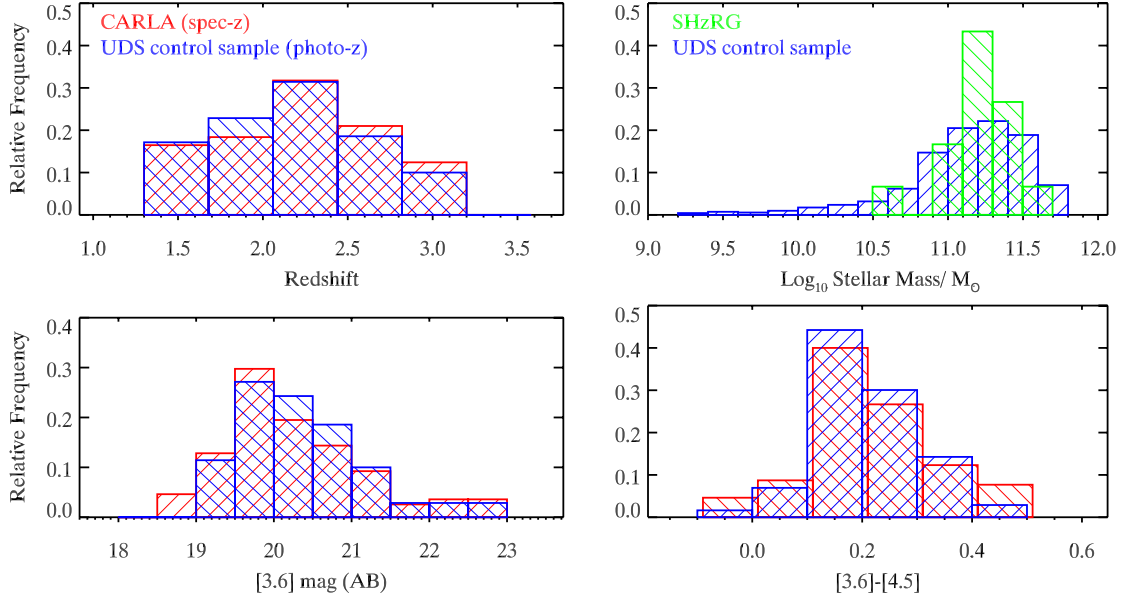 CARLA (spec-z)
UDS control sample (photo-z)
Relative Frequency
0.5
0.4
0.3
0.2
0.1
0.0
1.0 1.5 2.0 2.5 3.0 3.5
Redshift
SHzRG
UDS control sample
0.5
0.4
0.3
0.2
0.1
0.0
9.0 9.5 10.0 10.5 11.0 11.5 12.0
Log10 Stellar Mass/ M⊙
Relative Frequency
0.4
0.3
0.2
0.1
0.0
18 19 20 21 22 23
[3.6] mag (AB)
0.5
0.4
0.3
0.2
0.1
0.0
0.0 0.2 0.4 0.6
[3.6]-[4.5]